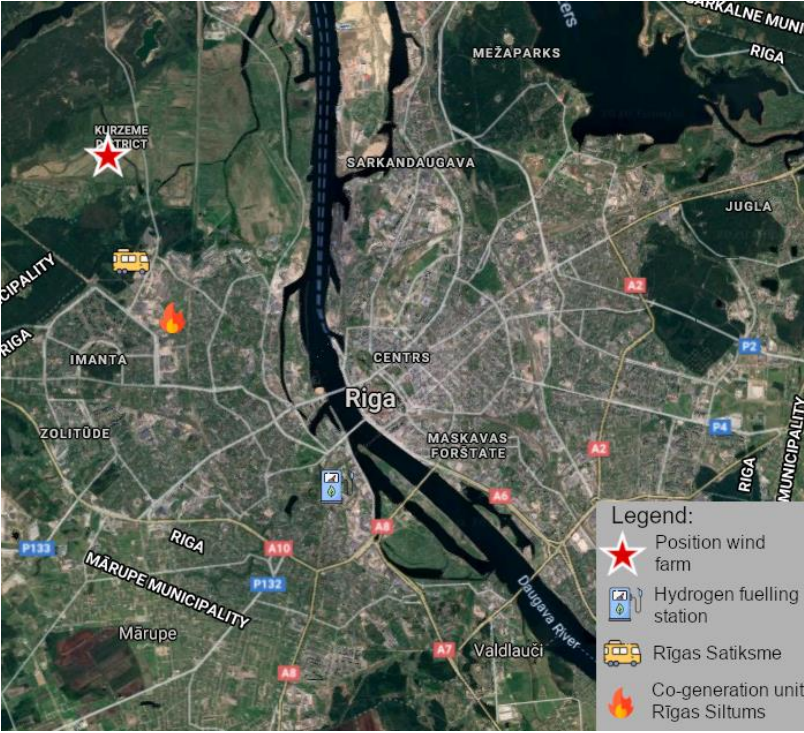 MEŽAPARKS
RIGA
KURZEME
DISTRICT
SARKANDAUGAVA
JUGLA
A2
RIGA
IMANTA
CENTRS
P2
Riga
ZOLITŪDE
MASKAVAS
FORŠTATE
P4
A2
MUNICIPALITY
RIGA
A6
RIGA
A8
P133
A10
MĀRUPE MUNICIPALITY
P132
Daugava River
Mārupe
A7
Valdlauči
A8
Legend:
Position wind
farm
Hydrogen fuelling
station
Rīgas Satiksme
Co-generation unit
Rīgas Siltums